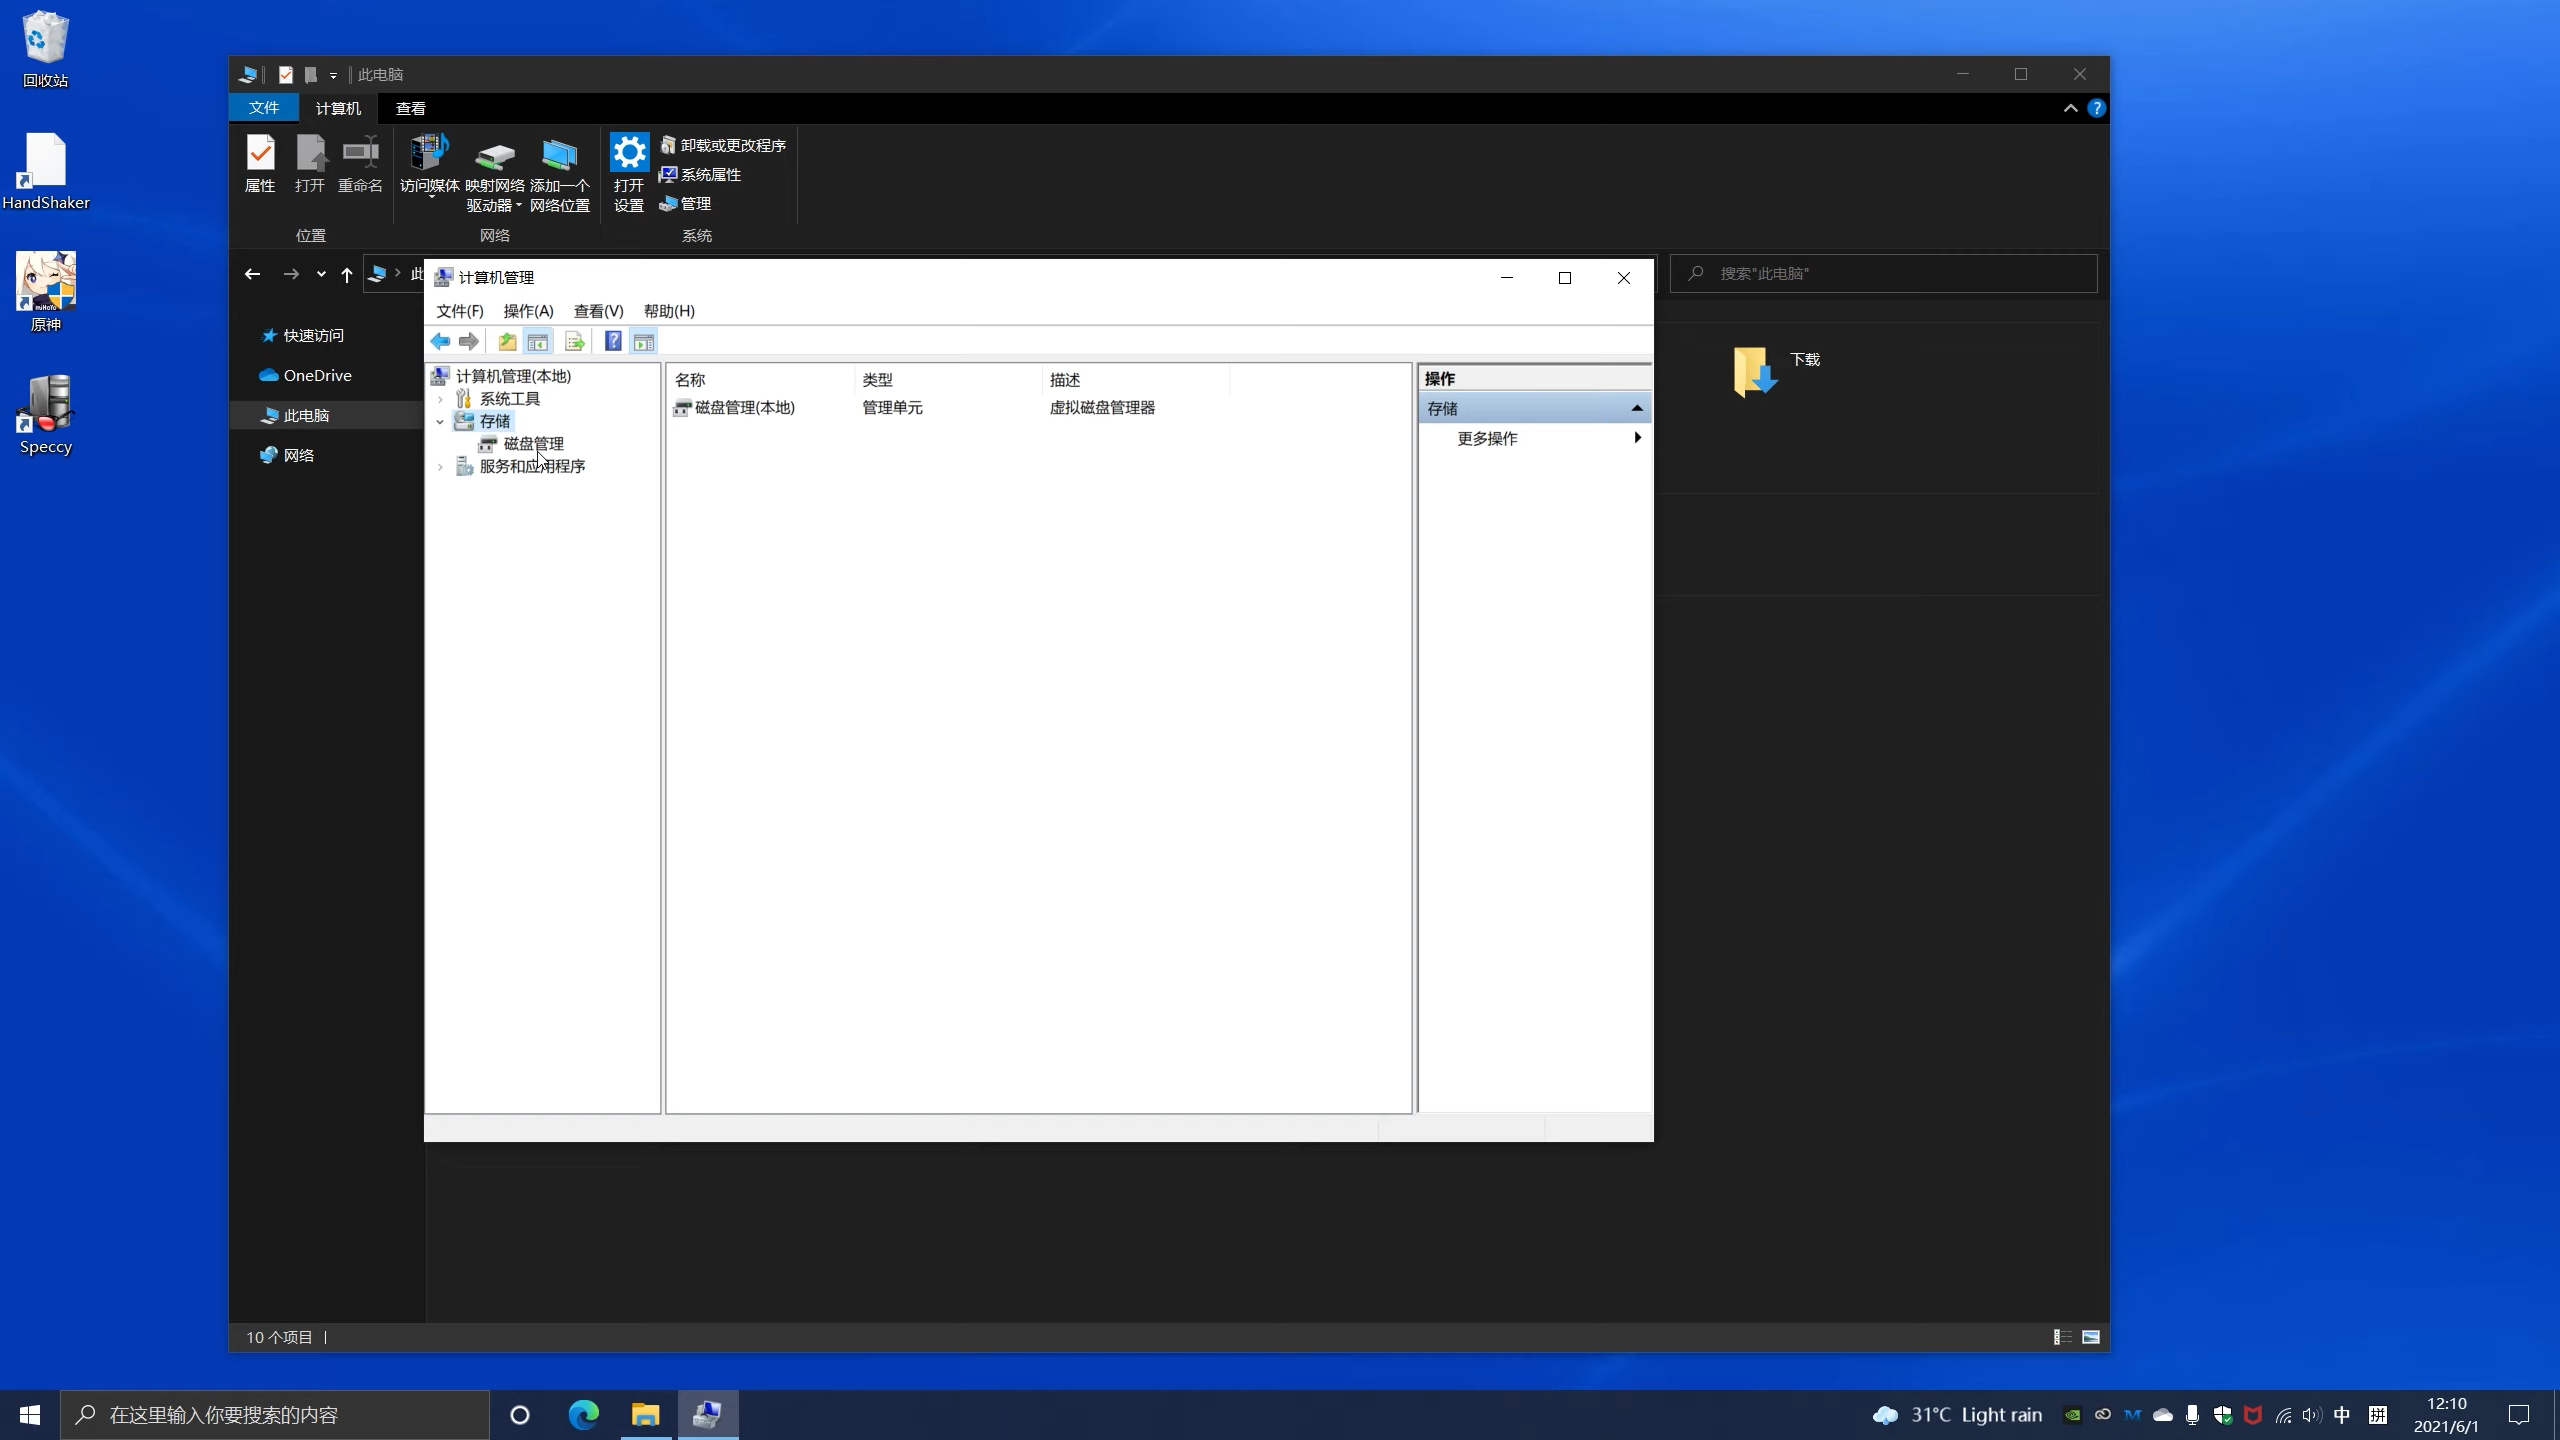 回收站
HandShaker
原神
Speccy
此电脑
文件
计算机
查看
属性
打开
重命名
访问媒体
映射网络
驱动器
添加一个
网络位置
打开
设置
卸载或更改程序
系统属性
管理
位置
网络
系统
此
搜索"此电脑"
快速访问
OneDrive
此电脑
网络
下载
计算机管理
文件(F)
操作(A)
查看(V)
帮助(H)
计算机管理(本地)
系统工具
存储
磁盘管理
服务和应用程序
名称
类型
描述
磁盘管理(本地)
管理单元
虚拟磁盘管理器
操作
存储
更多操作
10 个项目
在这里输入你要搜索的内容
31°C Light rain
中
拼
12:10
2021/6/1